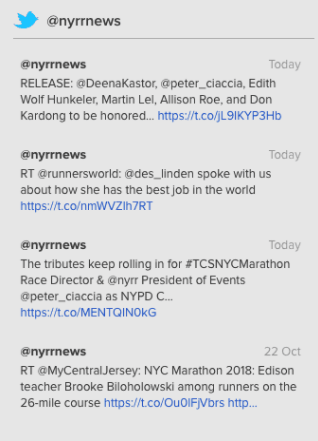 @nyrrnews
@nyrrnews Today
RELEASE: @DeenaKastor, @peter_ciaccia, Edith
Wolf Hunkeler, Martin Lel, Allison Roe, and Don
Kardong to be honored... https://t.co/jL9IKYP3Hb
@nyrrnews Today
RT @runnersworld: @des_linden spoke with us
about how she has the best job in the world
https://t.co/nmWVZIh7RT
@nyrrnews Today
The tributes keep rolling in for #TCSNYCMarathon
Race Director & @nyrr President of Events
@peter_ciaccia as NYPD C...
https://t.co/MENTQIN0kG
@nyrrnews 22 Oct
RT @MyCentralJersey: NYC Marathon 2018: Edison
teacher Brooke Biloholowski among runners on the
26-mile course https://t.co/Ou0lFjVbrs http...